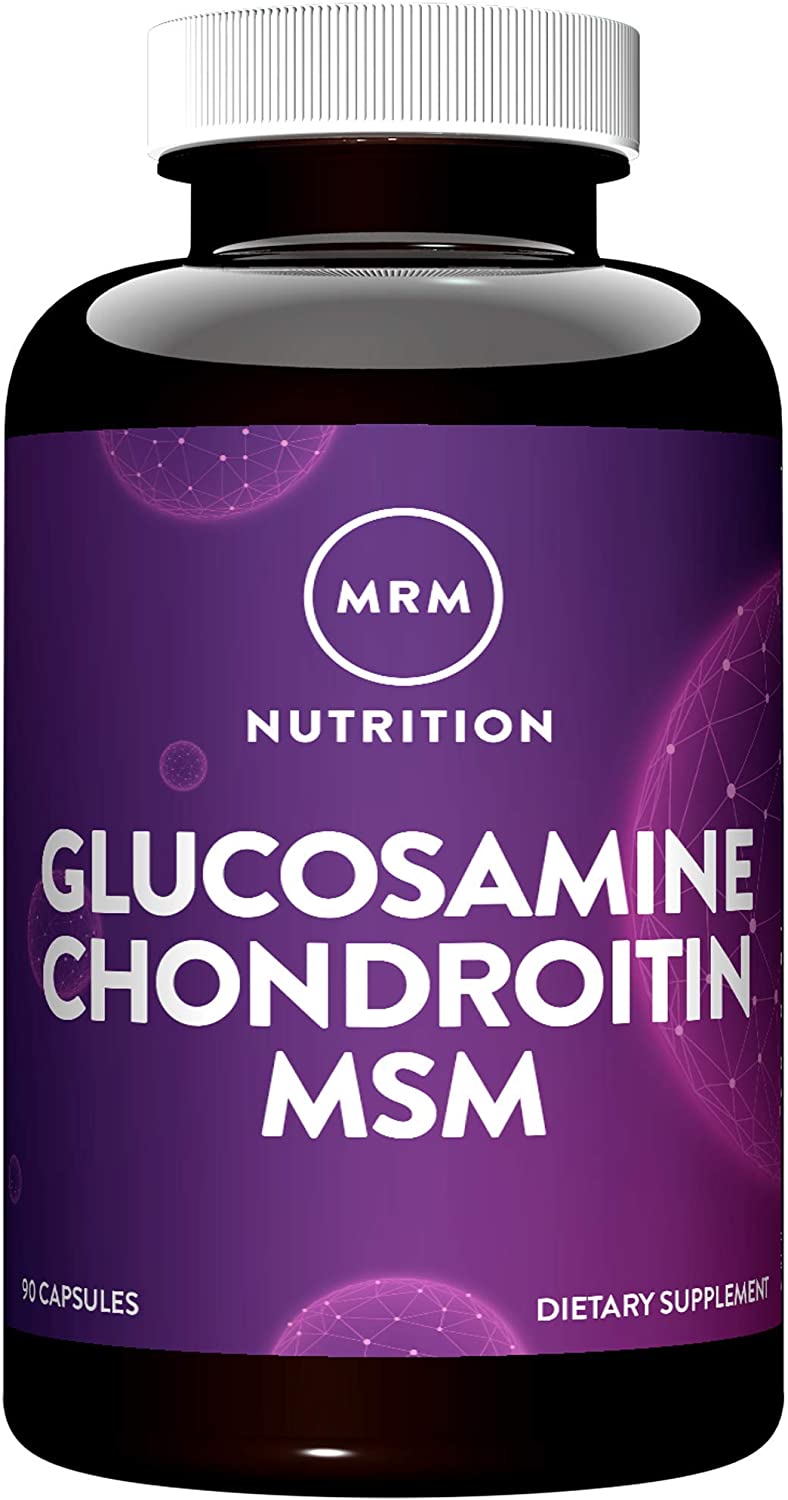 MRM
NUTRITION
GLUCOSAMINE
CHONDROITIN
MSM
90 CAPSULES
DIETARY SUPPLEMENT